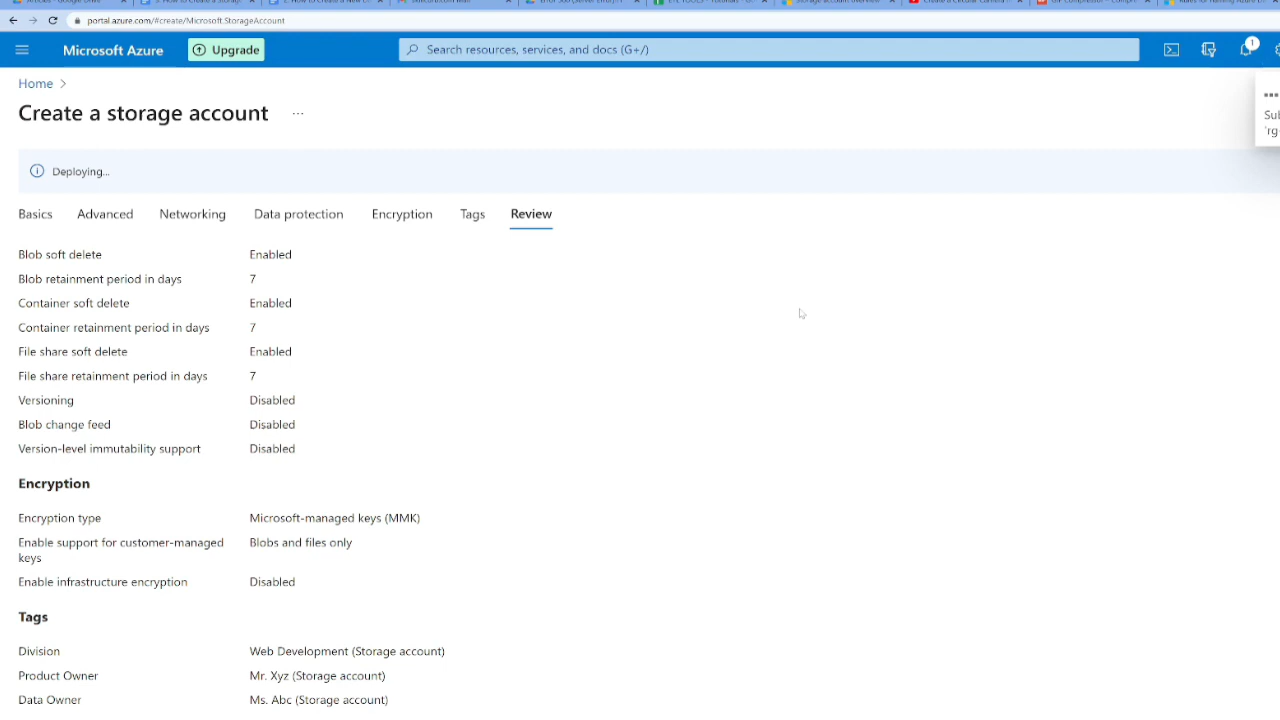 portal.azure.com/#create/Microsoft.StorageAccount
Microsoft Azure
Upgrade
Search resources, services, and docs (G+/)
1
Home
Create a storage account
...
Sub
'rg
Deploying...
Basics Advanced Networking Data protection Encryption Tags Review
Blob soft delete Enabled
Blob retainment period in days 7
Container soft delete Enabled
Container retainment period in days 7
File share soft delete Enabled
File share retainment period in days 7
Versioning Disabled
Blob change feed Disabled
Version-level immutability support Disabled
Encryption
Encryption type Microsoft-managed keys (MMK)
Enable support for customer-managed Blobs and files only
keys
Enable infrastructure encryption Disabled
Tags
Division Web Development (Storage account)
Product Owner Mr. Xyz (Storage account)
Data Owner Ms. Abc (Storage account)